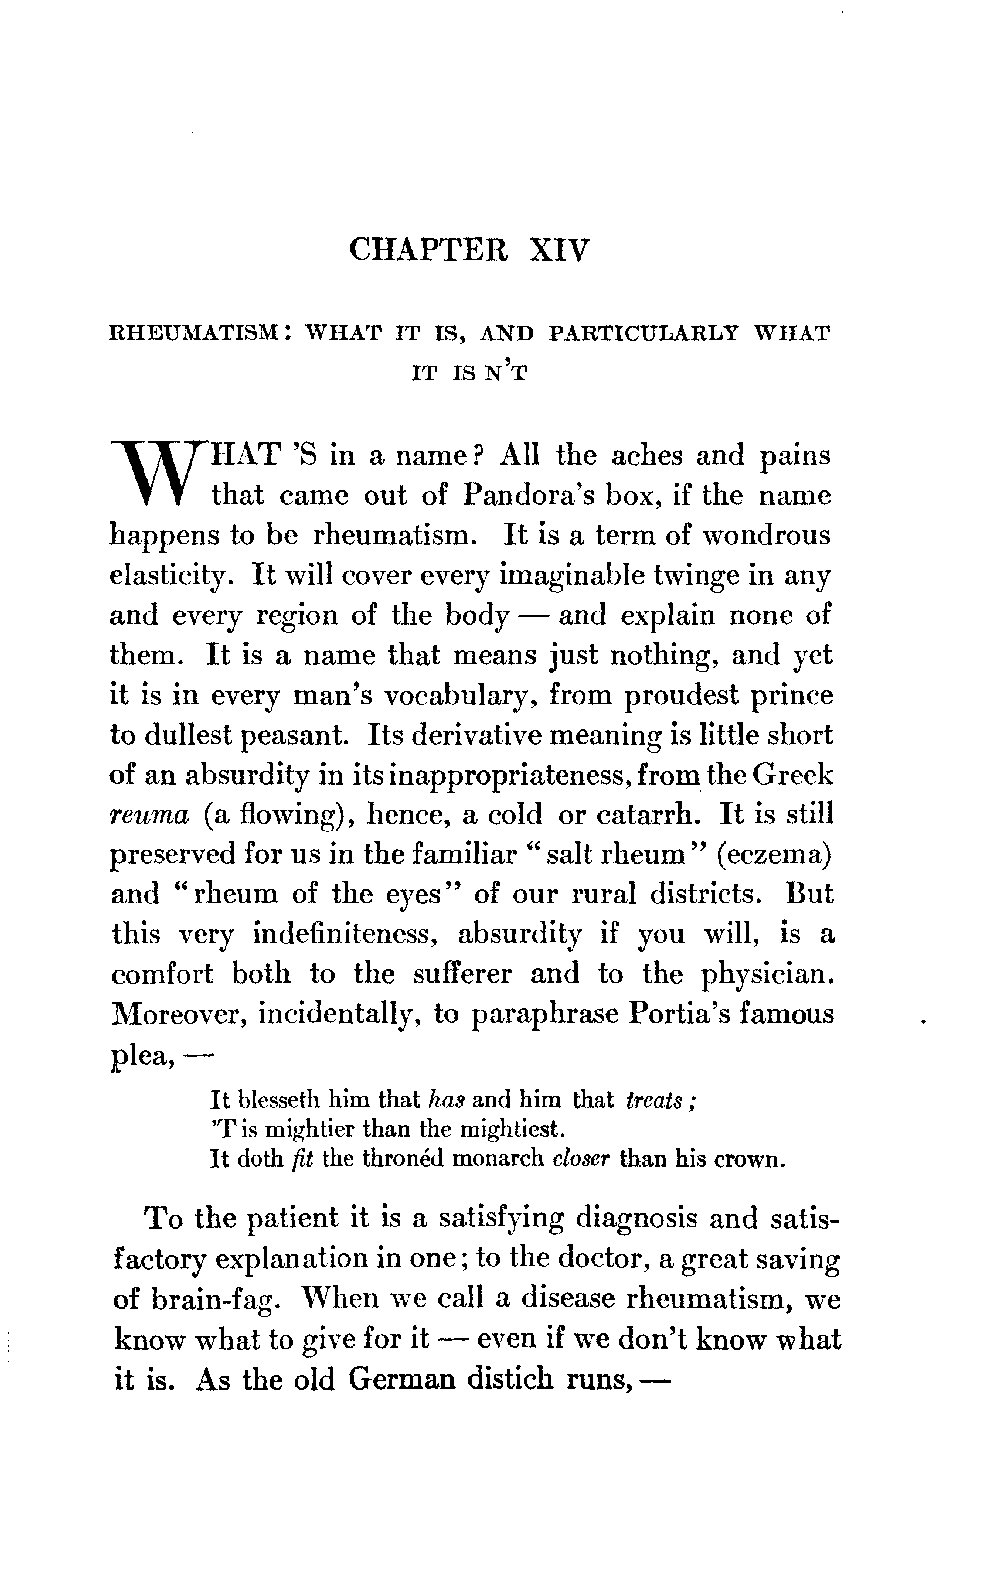 CHAPTER XIV
RHEUMATISM: WHAT IT IS, AND PARTICULARLY WHAT
IT IS N'T
WHAT 'S in a name? All the aches and pains
that came out of Pandora's box, if the name
happens to be rheumatism. It is a term of wondrous
elasticity. It will cover every imaginable twinge in any
and every region of the body — and explain none of
them. It is a name that means just nothing, and yet
it is in every man's vocabulary, from proudest prince
to dullest peasant. Its derivative meaning is little short
of an absurdity in its inappropriateness, from the Greek
reuma (a flowing), hence, a cold or catarrh. It is still
preserved for us in the familiar "salt rheum" (eczema)
and "rheum of the eyes" of our rural districts. But
this very indefiniteness, absurdity if you will, is a
comfort both to the sufferer and to the physician.
Moreover, incidentally, to paraphrase Portia's famous
plea, —
It blesseth him that has and him that treats;
'T is mightier than the mightiest.
It doth fit the thronéd monarch closer than his crown.
To the patient it is a satisfying diagnosis and satis-
factory explanation in one; to the doctor, a great saving
of brain-fag. When we call a disease rheumatism, we
know what to give for it — even if we don't know what
it is. As the old German distich runs, —